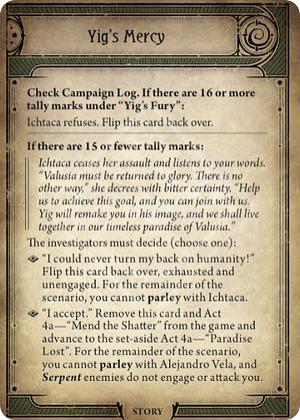 Yig's Mercy
Check Campaign Log. If there are 16 or more
tally marks under “Yig's Fury”:
Ichtaca refuses. Flip this card back over.
If there are 15 or fewer tally marks:
Ichtaca ceases her assault and listens to your words.
“Valusia must be returned to glory. There is no
other way,” she decrees with bitter certainty. “Help
us to achieve this goal, and you can join with us.
Yig will remake you in his image, and we shall live
together in our timeless paradise of Valusia.”
The investigators must decide (choose one):
“I could never turn my back on humanity!”
Flip this card back over, exhausted and
unengaged. For the remainder of the
scenario, you cannot parley with Ichtaca.
“I accept.” Remove this card and Act
4a—“Mend the Shatter” from the game and
advance to the set-aside Act 4a—“Paradise
Lost”. For the remainder of the scenario,
you cannot parley with Alejandro Vela, and
Serpent enemies do not engage or attack you.
STORY